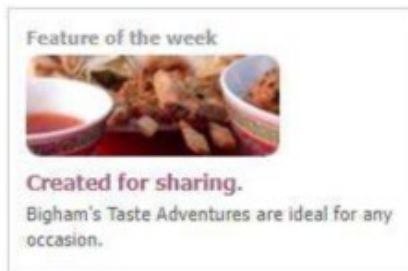 Feature of the week
Created for sharing.
Bigham's Taste Adventures are ideal for any
occasion.